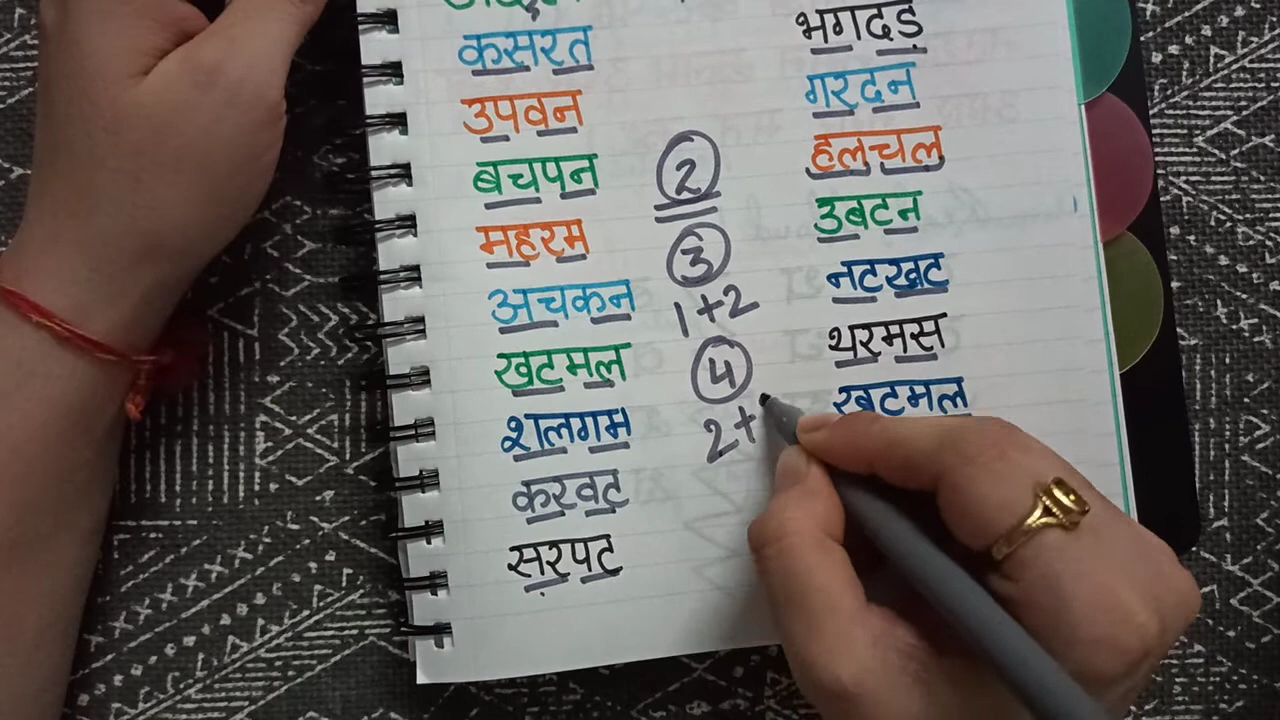 कसरत
उपवन
बचपन
महरम
अचकन
खटमल
शलगम
करवट
सरपट
2
3
1+2
4
2+
भगदड़
गरदन
हलचल
उबटन
नटखट
थरमस
खटमल